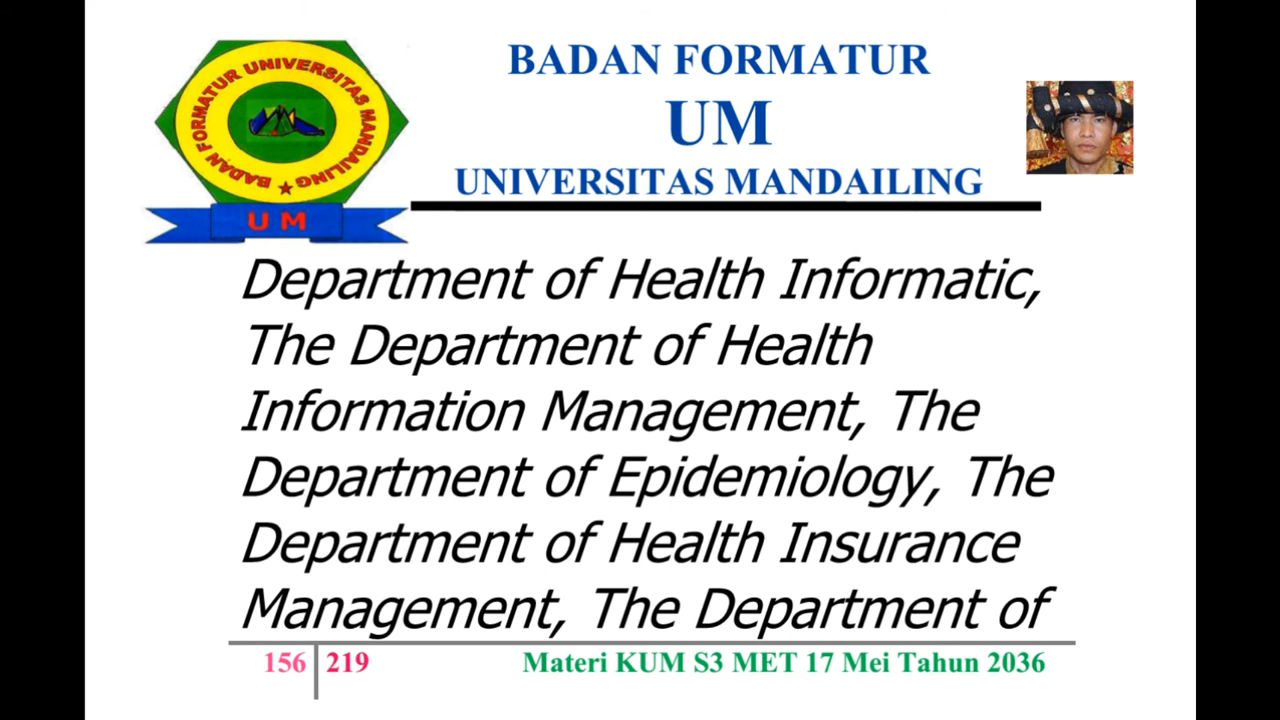 BADAN FORMATUR UNIVERSITAS MANDAILING
U M
BADAN FORMATUR
UM
UNIVERSITAS MANDAILING
Department of Health Informatic,
The Department of Health
Information Management, The
Department of Epidemiology, The
Department of Health Insurance
Management, The Department of
156 219 Materi KUM S3 MET 17 Mei Tahun 2036